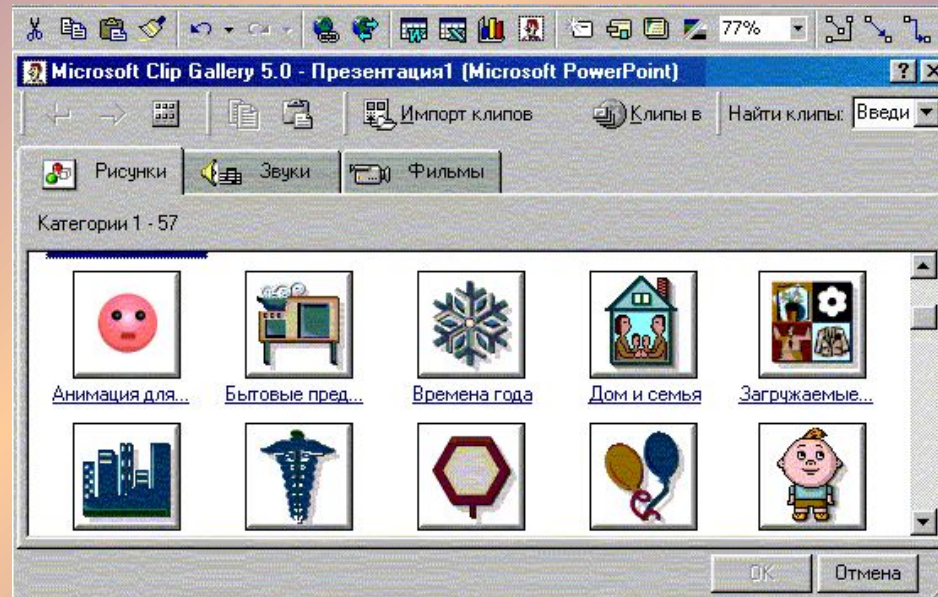 77%
Microsoft Clip Gallery 5.0 - Презентация1 (Microsoft PowerPoint)
Импорт клипов Клипы в Найти клипы: Введи
Рисунки Звуки Фильмы
Категории 1 - 57
Анимация для... Бытовые пред... Времена года Дом и семья Загружаемые...
OK Отмена